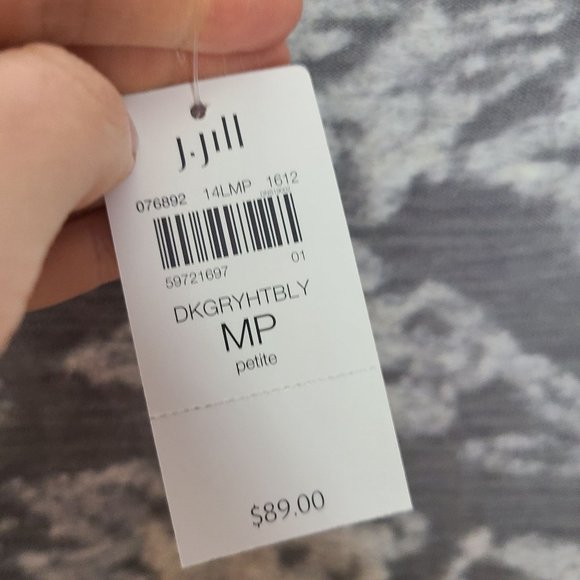 J.Jill
076892 14LMP 1612
59721697 01
DKGRYHTBLY
MP
petite
$89.00